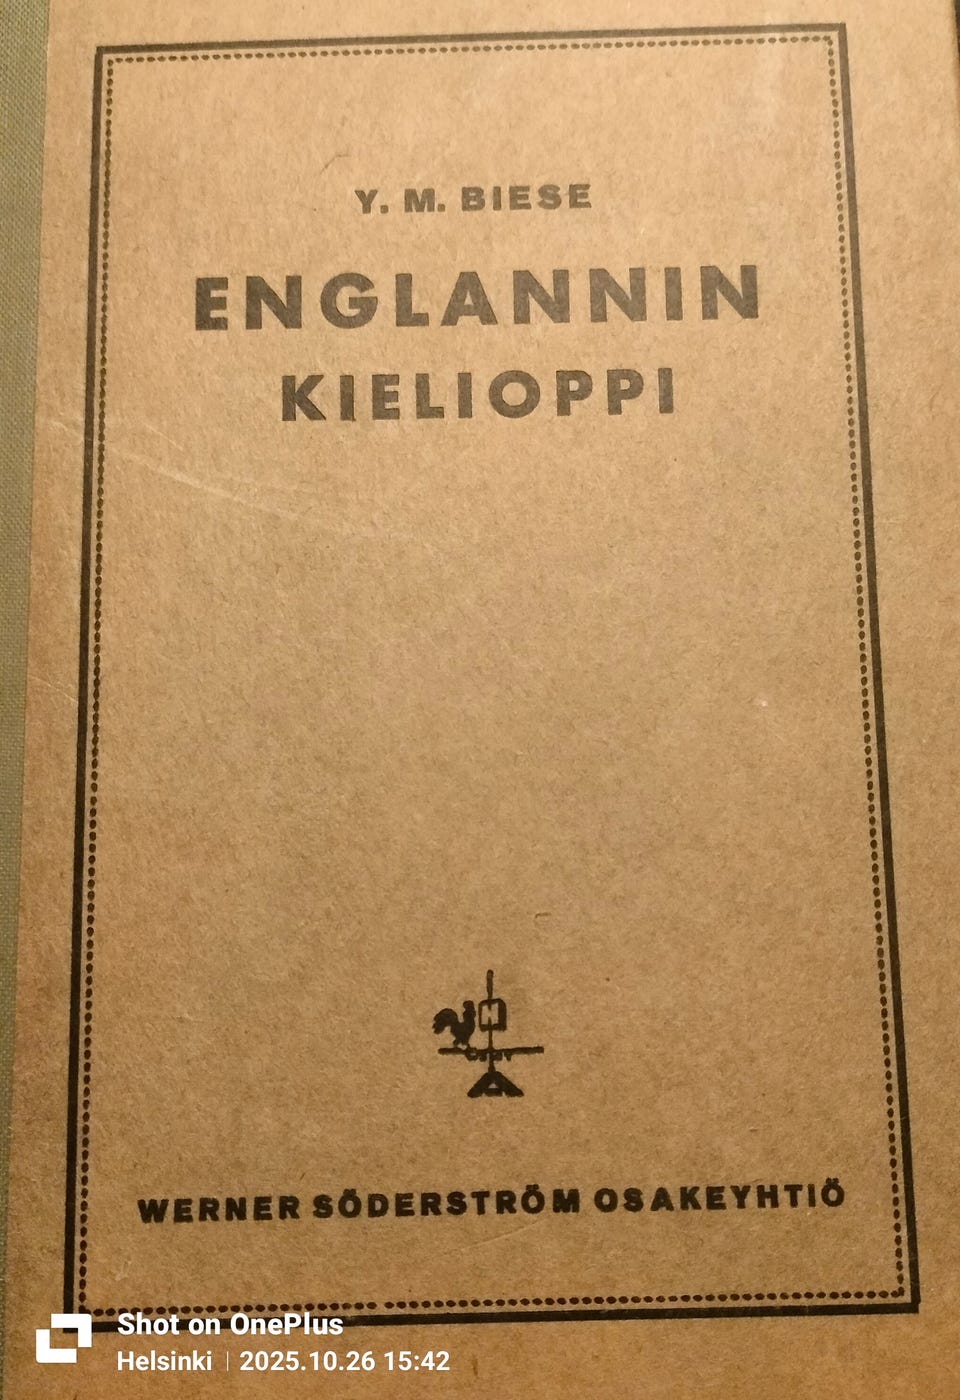 Y. M. BIESE
ENGLANNIN
KIELIOPPI
WERNER SÖDERSTRÖM OSAKEYHTIÖ
Shot on OnePlus
Helsinki | 2025.10.26 15:42